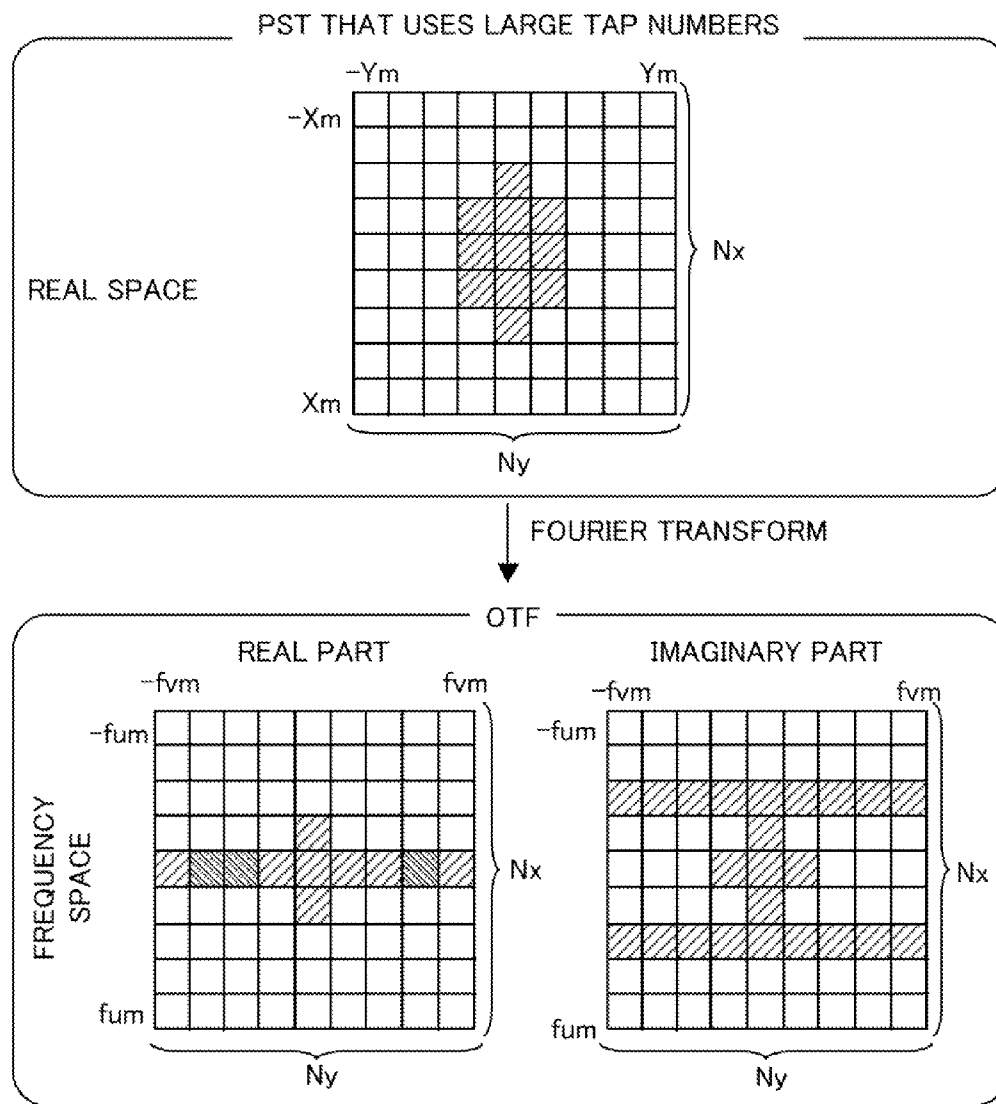 PST THAT USES LARGE TAP NUMBERS
-Ym Ym
-Xm
REAL SPACE
Nx
Xm
Ny
FOURIER TRANSFORM
OTF
REAL PART
IMAGINARY PART
-fvm fvm
-fvm fvm
-fum
-fum
FREQUENCY
SPACE
Nx
Nx
fum
fum
Ny
Ny